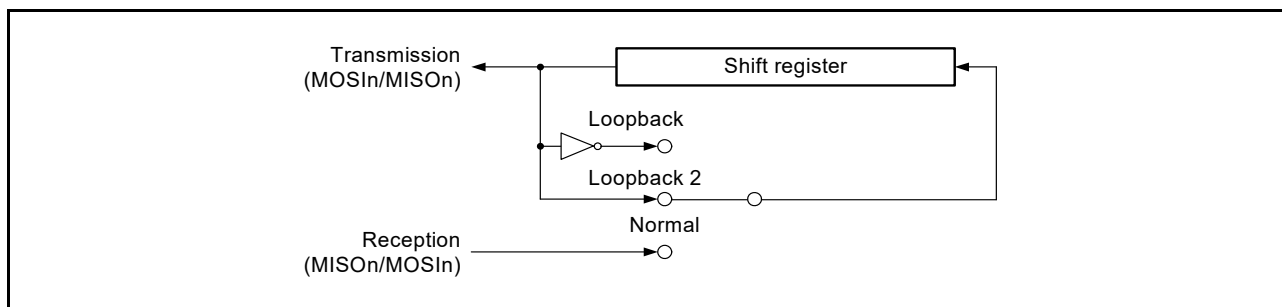 Transmission
(MOSIn/MISOn)
Shift register
Loopback
Loopback 2
Normal
Reception
(MISOn/MOSIn)